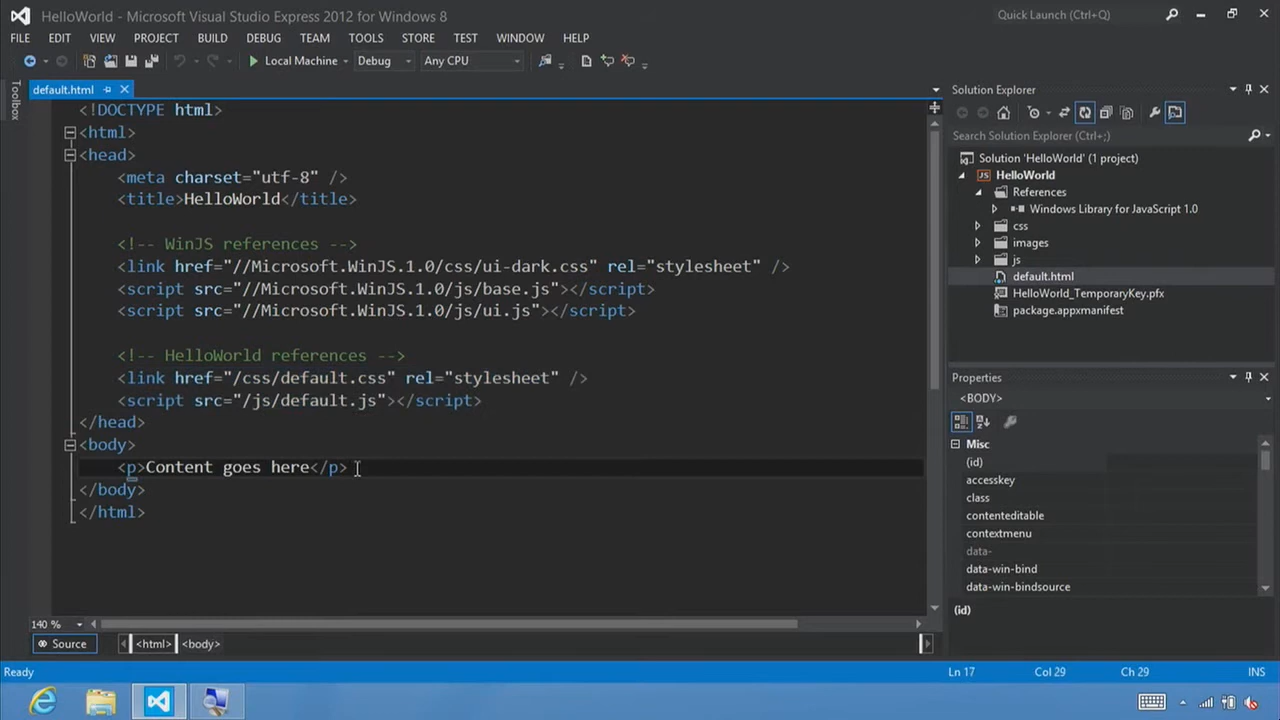 HelloWorld - Microsoft Visual Studio Express 2012 for Windows 8
Quick Launch (Ctrl+Q)
FILE EDIT VIEW PROJECT BUILD DEBUG TEAM TOOLS STORE TEST WINDOW HELP
Local Machine Debug Any CPU
Toolbox
default.html
<!DOCTYPE html>
<html>
<head>
<meta charset="utf-8" />
<title>HelloWorld</title>
<!-- WinJS references -->
<link href="//Microsoft.WinJS.1.0/css/ui-dark.css" rel="stylesheet" />
<script src="//Microsoft.WinJS.1.0/js/base.js"></script>
<script src="//Microsoft.WinJS.1.0/js/ui.js"></script>
<!-- HelloWorld references -->
<link href="/css/default.css" rel="stylesheet" />
<script src="/js/default.js"></script>
</head>
<body>
<p>Content goes here</p>
</body>
</html>
140 %
Source <html> <body>
Solution Explorer
Search Solution Explorer (Ctrl+;)
Solution 'HelloWorld' (1 project)
JS HelloWorld
References
Windows Library for JavaScript 1.0
css
images
js
default.html
HelloWorld_TemporaryKey.pfx
package.appxmanifest
Properties
<BODY>
Misc
(id)
accesskey
class
contenteditable
contextmenu
data-
data-win-bind
data-win-bindsource
(id)
Ready Ln 17 Col 29 Ch 29 INS